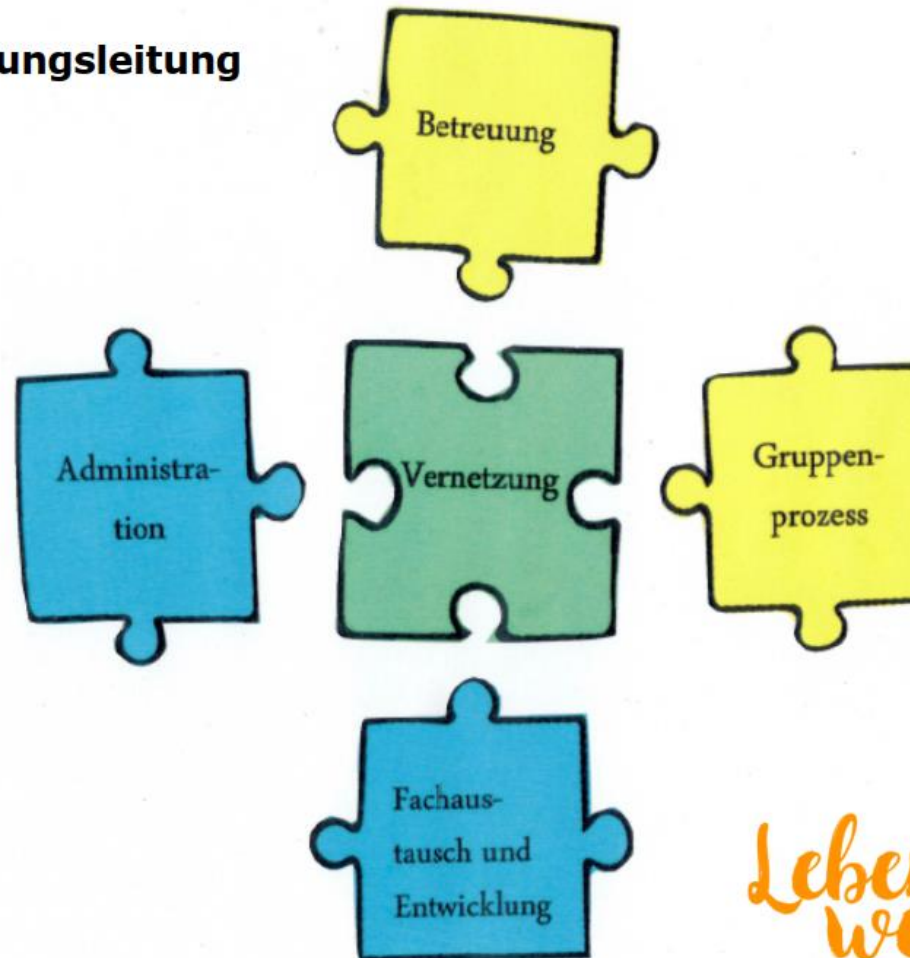 ungsleitung
Betreuung
Administra-
tion
Vernetzung
Gruppen-
prozess
Fachaus-
tausch und
Entwicklung